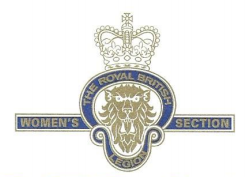 THE ROYAL BRITISH
WOMEN'S SECTION
LEGION